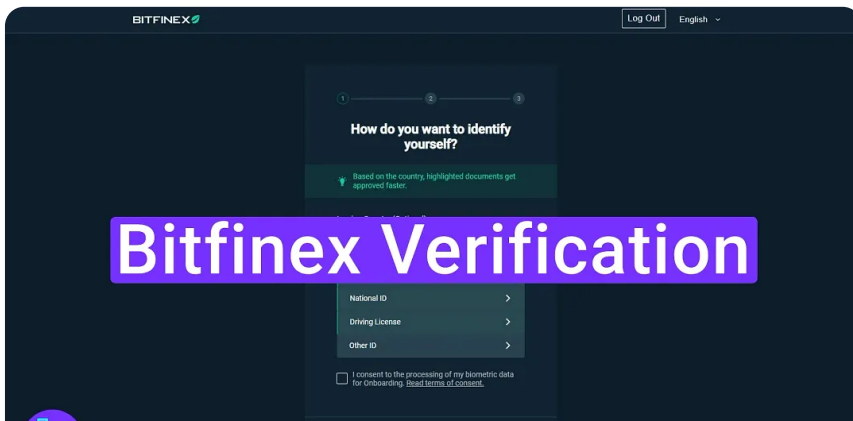 BITFINEX
Log Out
English
1
2
3
How do you want to identify
yourself?
Based on the country, highlighted documents get
approved faster.
Bitfinex Verification
National ID
Driving License
Other ID
I consent to the processing of my biometric data
for Onboarding. Read terms of consent.